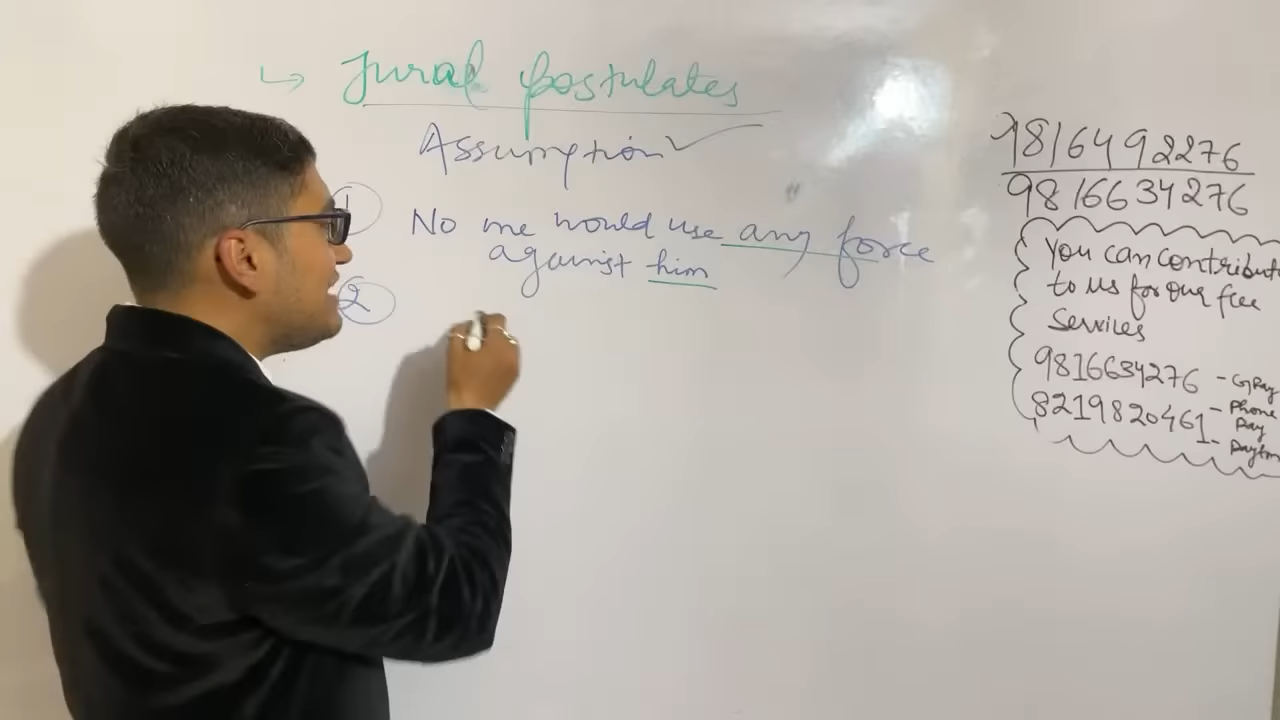 ↳ Jural postulates
Assumption ✓
1 No one would use any force
against him
2
9816492276
9816634276
You can contribut
to us for our free
Services
9816634276 - GPay
8219820461 - Phone
Pay
- Paytm